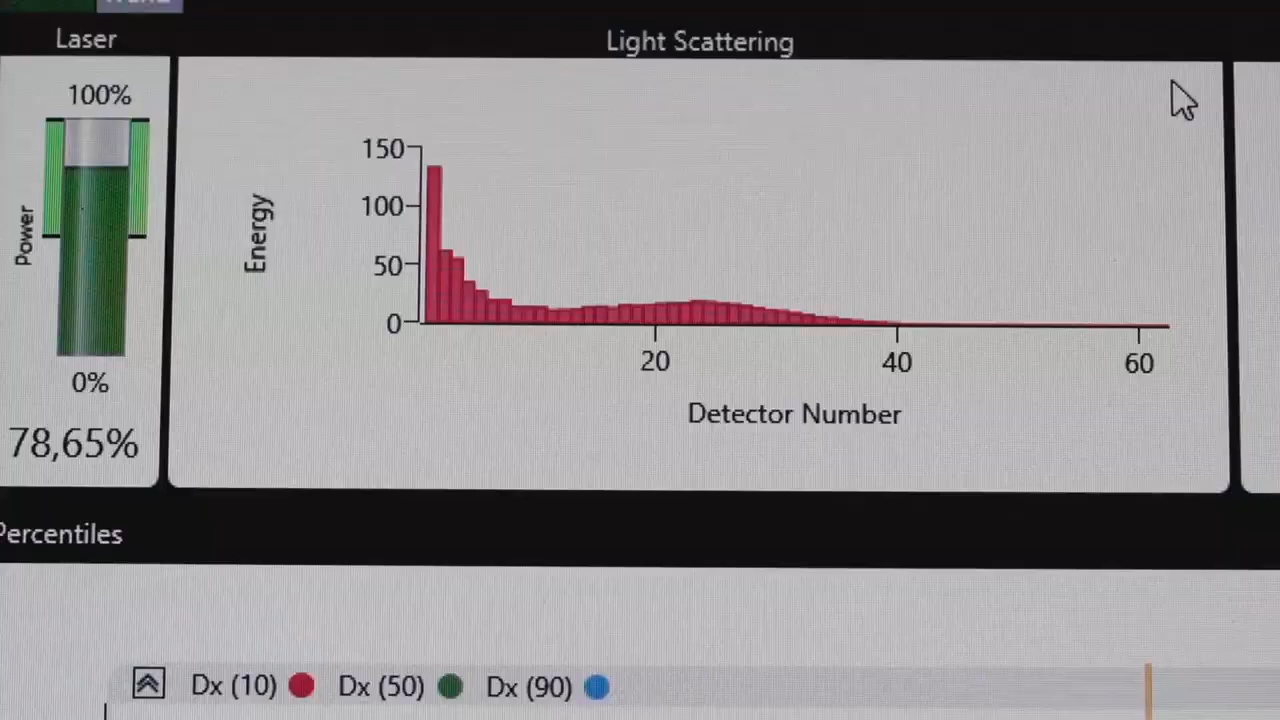 Laser
Light Scattering
100%
Power
0%
78,65%
Energy
150
100
50
0
20
40
60
Detector Number
Percentiles
Dx (10)
Dx (50)
Dx (90)